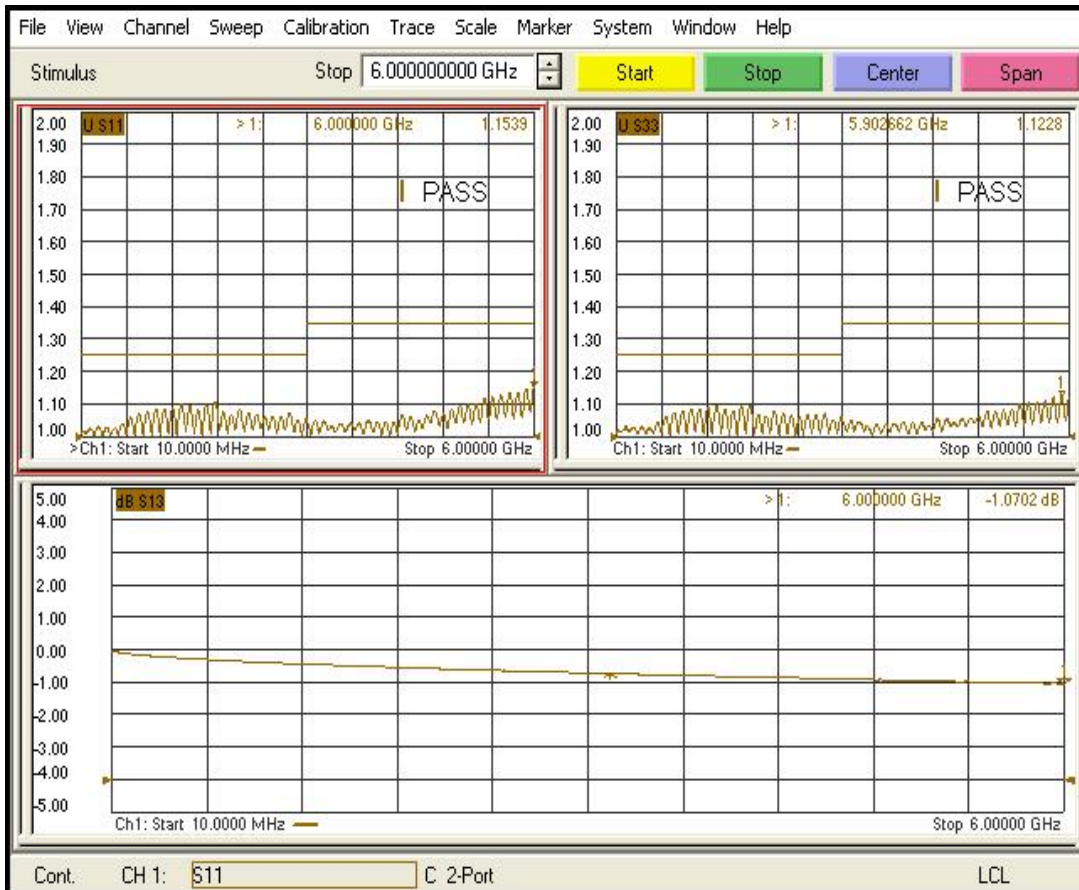 File View Channel Sweep Calibration Trace Scale Marker System Window Help
Stimulus Stop 6.000000000 GHz Start Stop Center Span
2.00 U S11 > 1: 6.000000 GHz 1.1539
1.90
1.80 PASS
1.70
1.60
1.50
1.40
1.30
1.20
1.10
1.00
>Ch1: Start 10.0000 MHz Stop 6.00000 GHz
2.00 U S33 > 1: 5.902662 GHz 1.1228
1.90
1.80 PASS
1.70
1.60
1.50
1.40
1.30
1.20
1
1.10
1.00
Ch1: Start 10.0000 MHz Stop 6.00000 GHz
5.00 dB S13 > 1: 6.000000 GHz -1.0702 dB
4.00
3.00
2.00
1.00
0.00
-1.00
-2.00
-3.00
-4.00
-5.00
Ch1: Start 10.0000 MHz Stop 6.00000 GHz
Cont. CH 1: S11 C 2-Port LCL